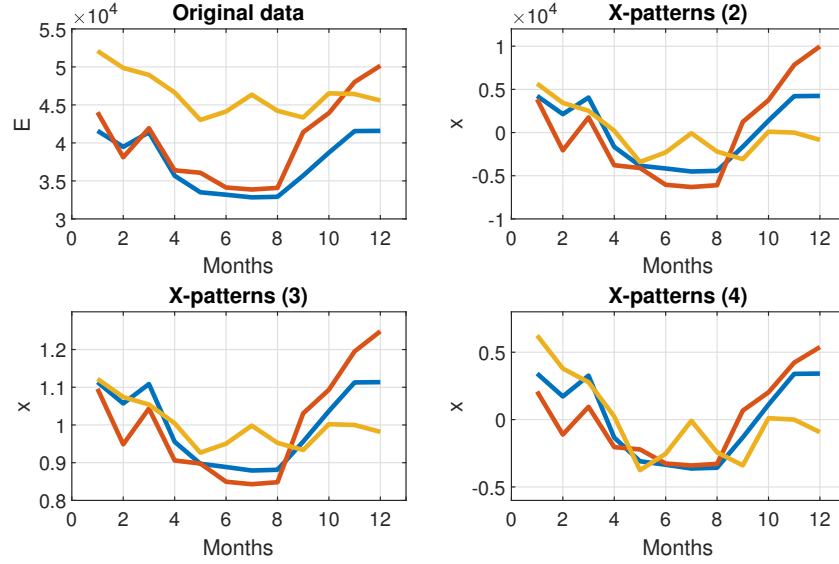 Original data
×10⁴
5.5
5
4.5
4
3.5
3
E
0 2 4 6 8 10 12
Months
X-patterns (2)
×10⁴
1
0.5
0
-0.5
-1
x
0 2 4 6 8 10 12
Months
X-patterns (3)
1.2
1.1
1
0.9
0.8
x
0 2 4 6 8 10 12
Months
X-patterns (4)
0.5
0
-0.5
x
0 2 4 6 8 10 12
Months